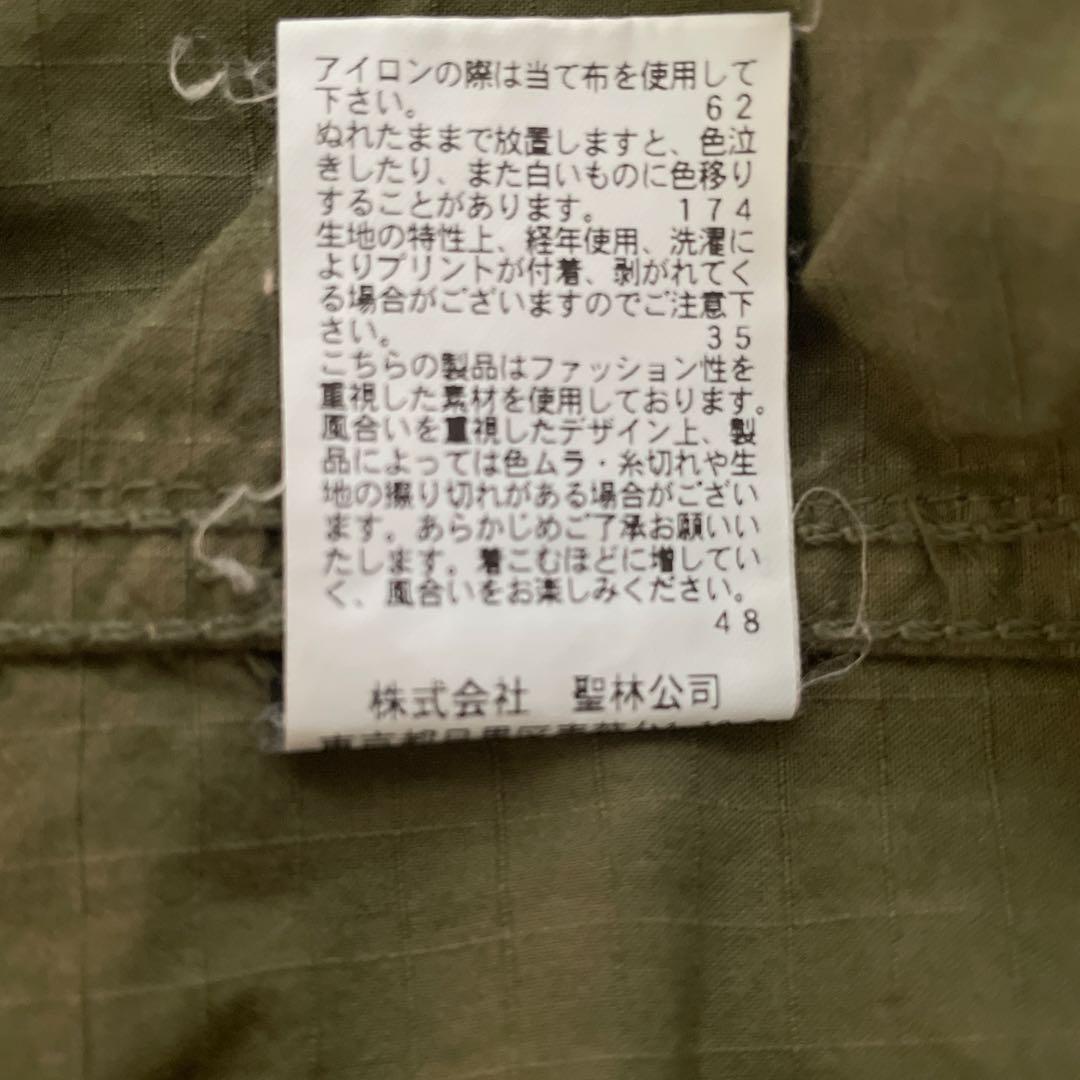 アイロンの際は当て布を使用して
下さい。 62
ぬれたままで放置しますと、色泣
きしたり、また白いものに色移り
することがあります。 174
生地の特性上、経年使用、洗濯に
よりプリントが付着、剥がれてく
る場合がございますのでご注意下
さい。 35
こちらの製品はファッション性を
重視した素材を使用しております。
風合いを重視したデザイン上、製
品によっては色ムラ・糸切れや生
地の擦り切れがある場合がござい
ます。あらかじめご了承お願いい
たします。着こむほどに増してい
く、風合いをお楽しみください。
48
株式会社 聖林公司
東京都目黒区